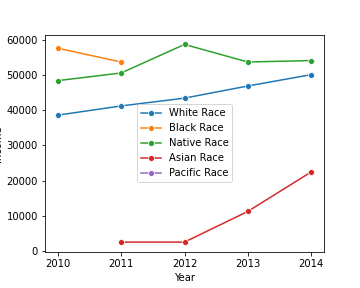 60000
50000
40000
30000
20000
10000
0
White Race
Black Race
Native Race
Asian Race
Pacific Race
2010
2011
2012
2013
2014
Year